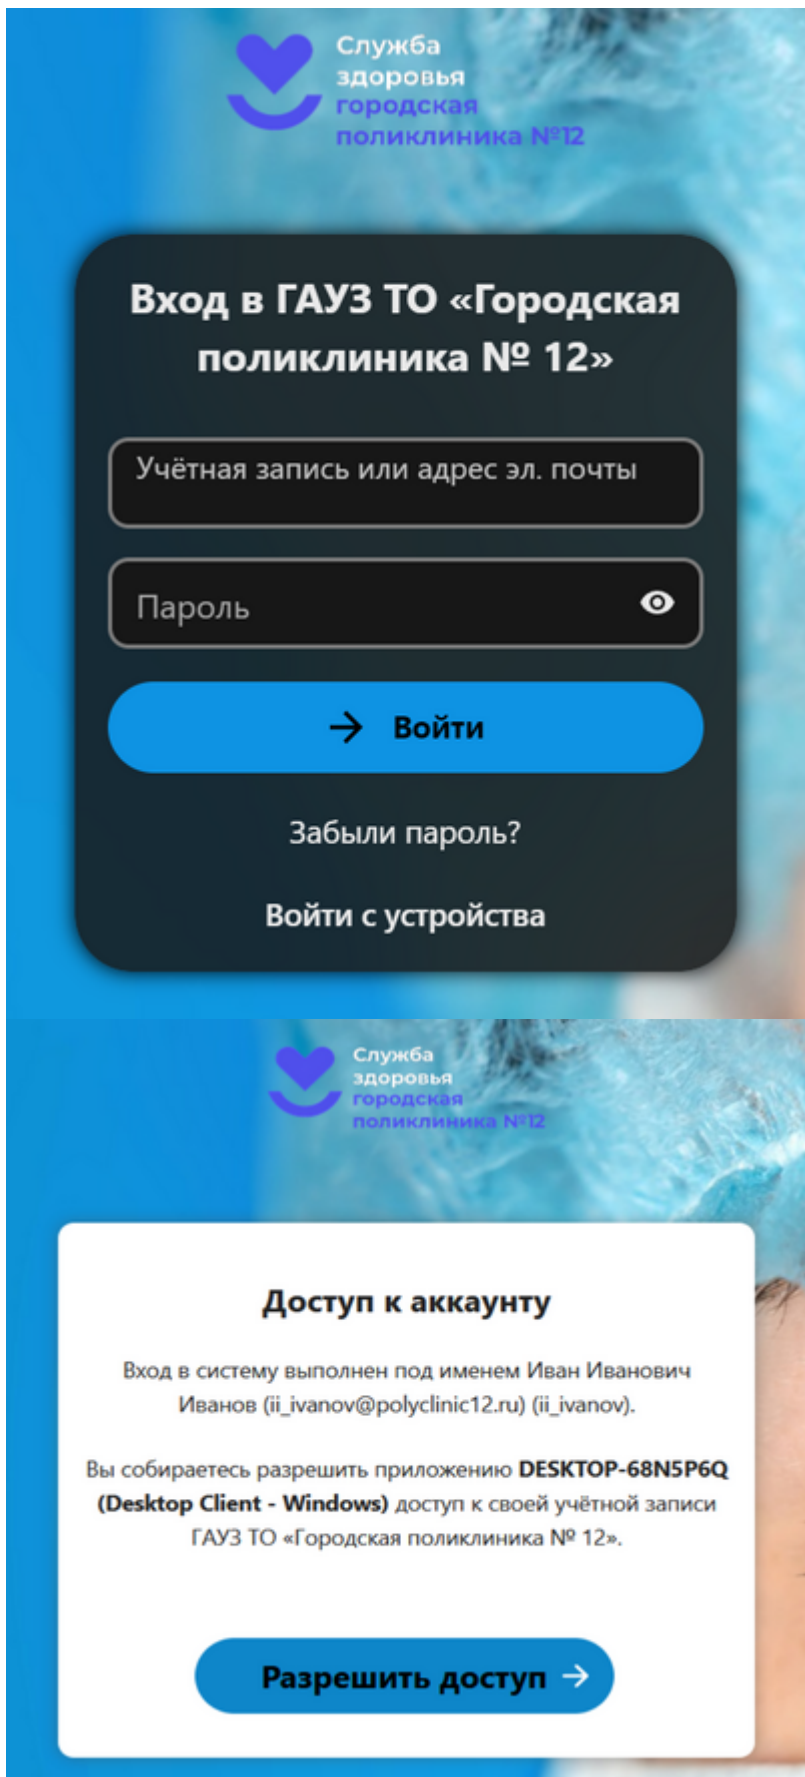 Служба
здоровья
городская
поликлиника №12
Вход в ГАУЗ ТО «Городская
поликлиника № 12»
Учётная запись или адрес эл. почты
Пароль
→ Войти
Забыли пароль?
Войти с устройства
Служба
здоровья
городская
поликлиника №12
Доступ к аккаунту
Вход в систему выполнен под именем Иван Иванович
Иванов (ii_ivanov@polyclinic12.ru) (ii_ivanov).
Вы собираетесь разрешить приложению DESKTOP-68N5P6Q
(Desktop Client - Windows) доступ к своей учётной записи
ГАУЗ ТО «Городская поликлиника № 12».
Разрешить доступ →